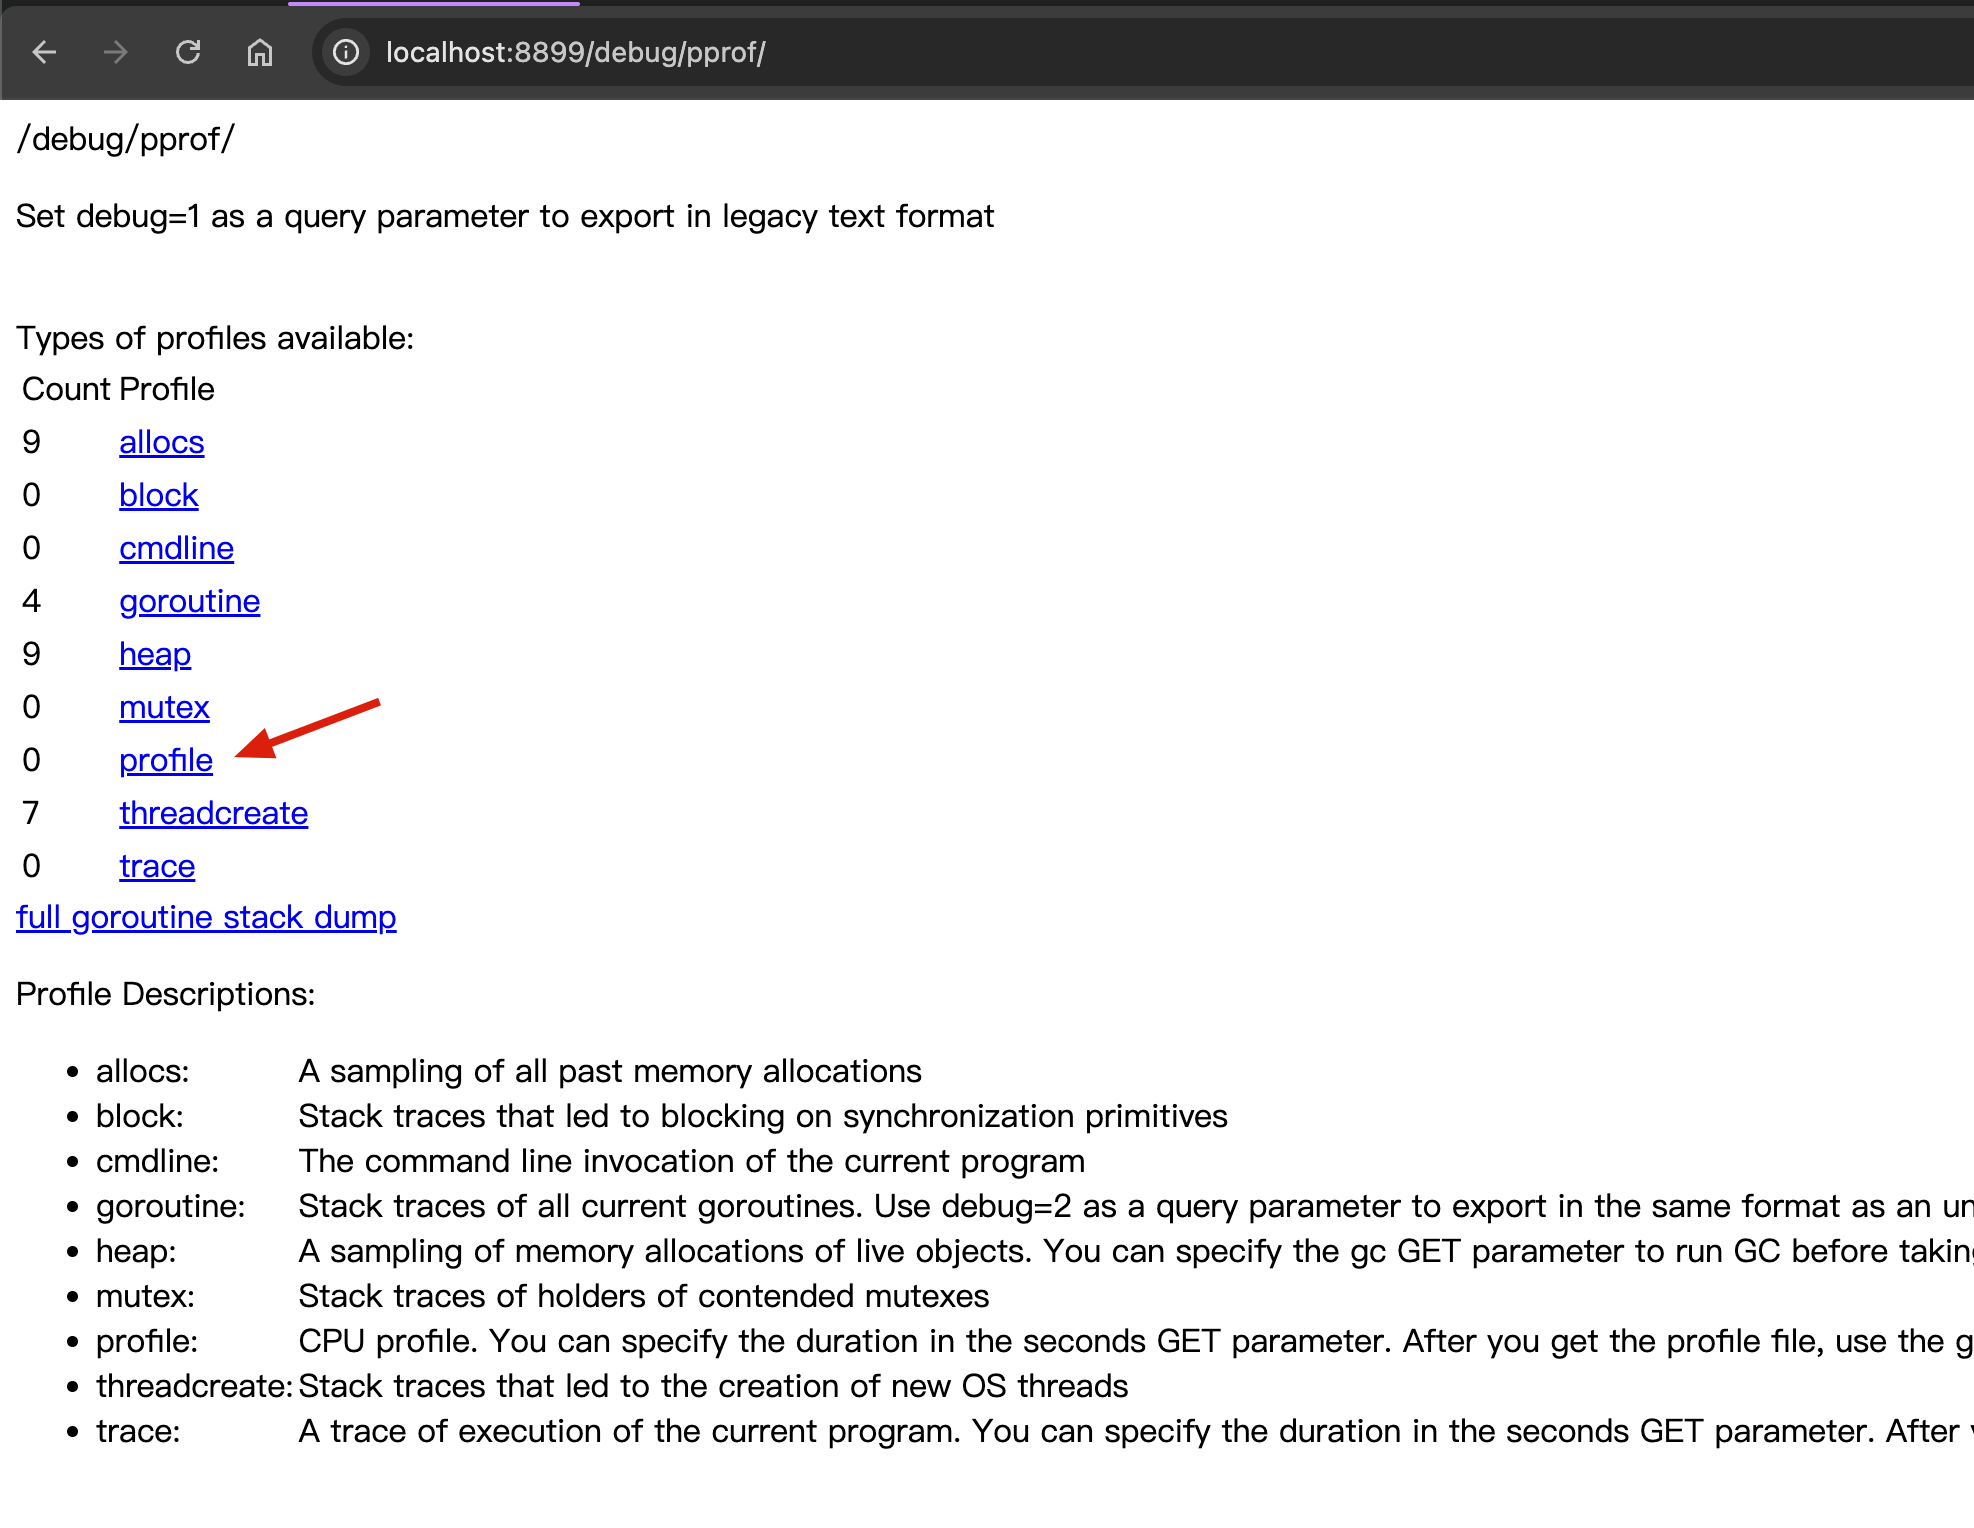 localhost:8899/debug/pprof/
/debug/pprof/
Set debug=1 as a query parameter to export in legacy text format
Types of profiles available:
Count Profile
9 allocs
0 block
0 cmdline
4 goroutine
9 heap
0 mutex
0 profile
7 threadcreate
0 trace
full goroutine stack dump
Profile Descriptions:
• allocs: A sampling of all past memory allocations
• block: Stack traces that led to blocking on synchronization primitives
• cmdline: The command line invocation of the current program
• goroutine: Stack traces of all current goroutines. Use debug=2 as a query parameter to export in the same format as an
• heap: A sampling of memory allocations of live objects. You can specify the gc GET parameter to run GC before
• mutex: Stack traces of holders of contended mutexes
• profile: CPU profile. You can specify the duration in the seconds GET parameter. After you get the profile file, use the
• threadcreate: Stack traces that led to the creation of new OS threads
• trace: A trace of execution of the current program. You can specify the duration in the seconds GET parameter. After